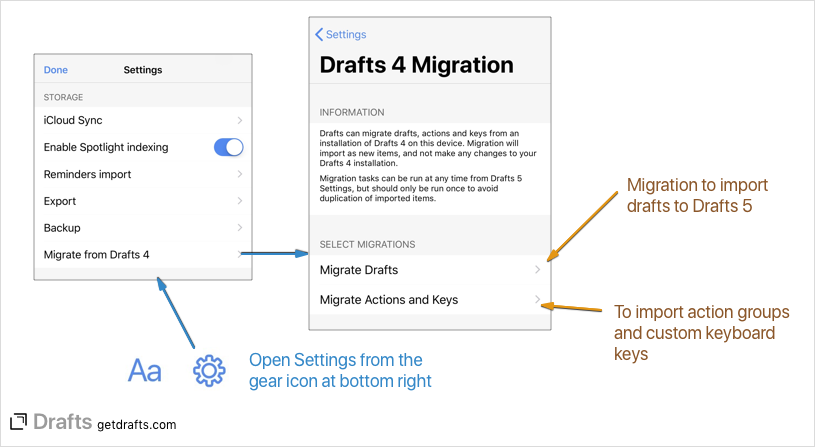 Done
Settings
STORAGE
iCloud Sync
Enable Spotlight indexing
Reminders import
Export
Backup
Migrate from Drafts 4
Settings
Drafts 4 Migration
INFORMATION
Drafts can migrate drafts, actions and keys from an
installation of Drafts 4 on this device. Migration will
import as new items, and not make any changes to your
Drafts 4 installation.
Migration tasks can be run at any time from Drafts 5
Settings, but should only be run once to avoid
duplication of imported items.
SELECT MIGRATIONS
Migrate Drafts
Migrate Actions and Keys
Migration to import
drafts to Drafts 5
To import action groups
and custom keyboard
keys
Aa
Open Settings from the
gear icon at bottom right
Drafts getdrafts.com